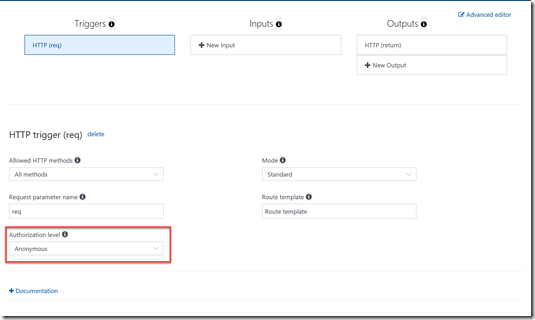 Advanced editor
Triggers Inputs Outputs
HTTP (req) New Input HTTP (return)
New Output
HTTP trigger (req) delete
Allowed HTTP methods Mode
All methods Standard
Request parameter name Route template
req Route template
Authorization level
Anonymous
Documentation